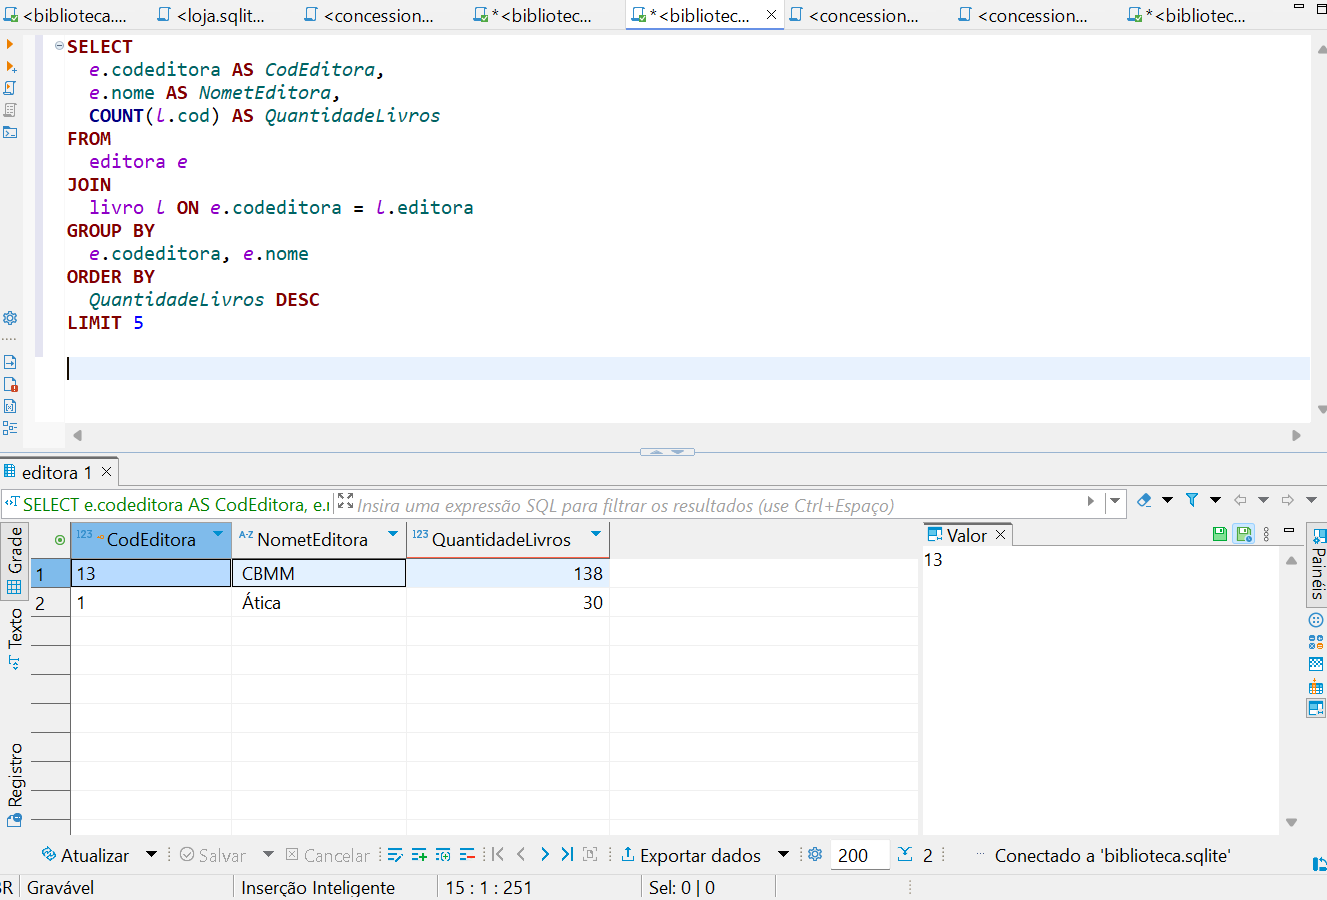 <biblioteca.... <loja.sqlit... <concession... *<bibliotec... *<bibliotec... <concession... <concession... *<bibliotec...
SELECT
e.codeditora AS CodEditora,
e.nome AS NometEditora,
COUNT(l.cod) AS QuantidadeLivros
FROM
editora e
JOIN
livro l ON e.codeditora = l.editora
GROUP BY
e.codeditora, e.nome
ORDER BY
QuantidadeLivros DESC
LIMIT 5
editora 1
SELECT e.codeditora AS CodEditora, e.r Insira uma expressão SQL para filtrar os resultados (use Ctrl+Espaço)
Grade
Texto
Registro
123 CodEditora A-Z NometEditora 123 QuantidadeLivros
1 13 CBMM 138
2 1 Ática 30
Valor
13
Painéis
Atualizar Salvar Cancelar Exportar dados 200 2 Conectado a 'biblioteca.sqlite'
BR Gravável Inserção Inteligente 15 : 1 : 251 Sel: 0 | 0